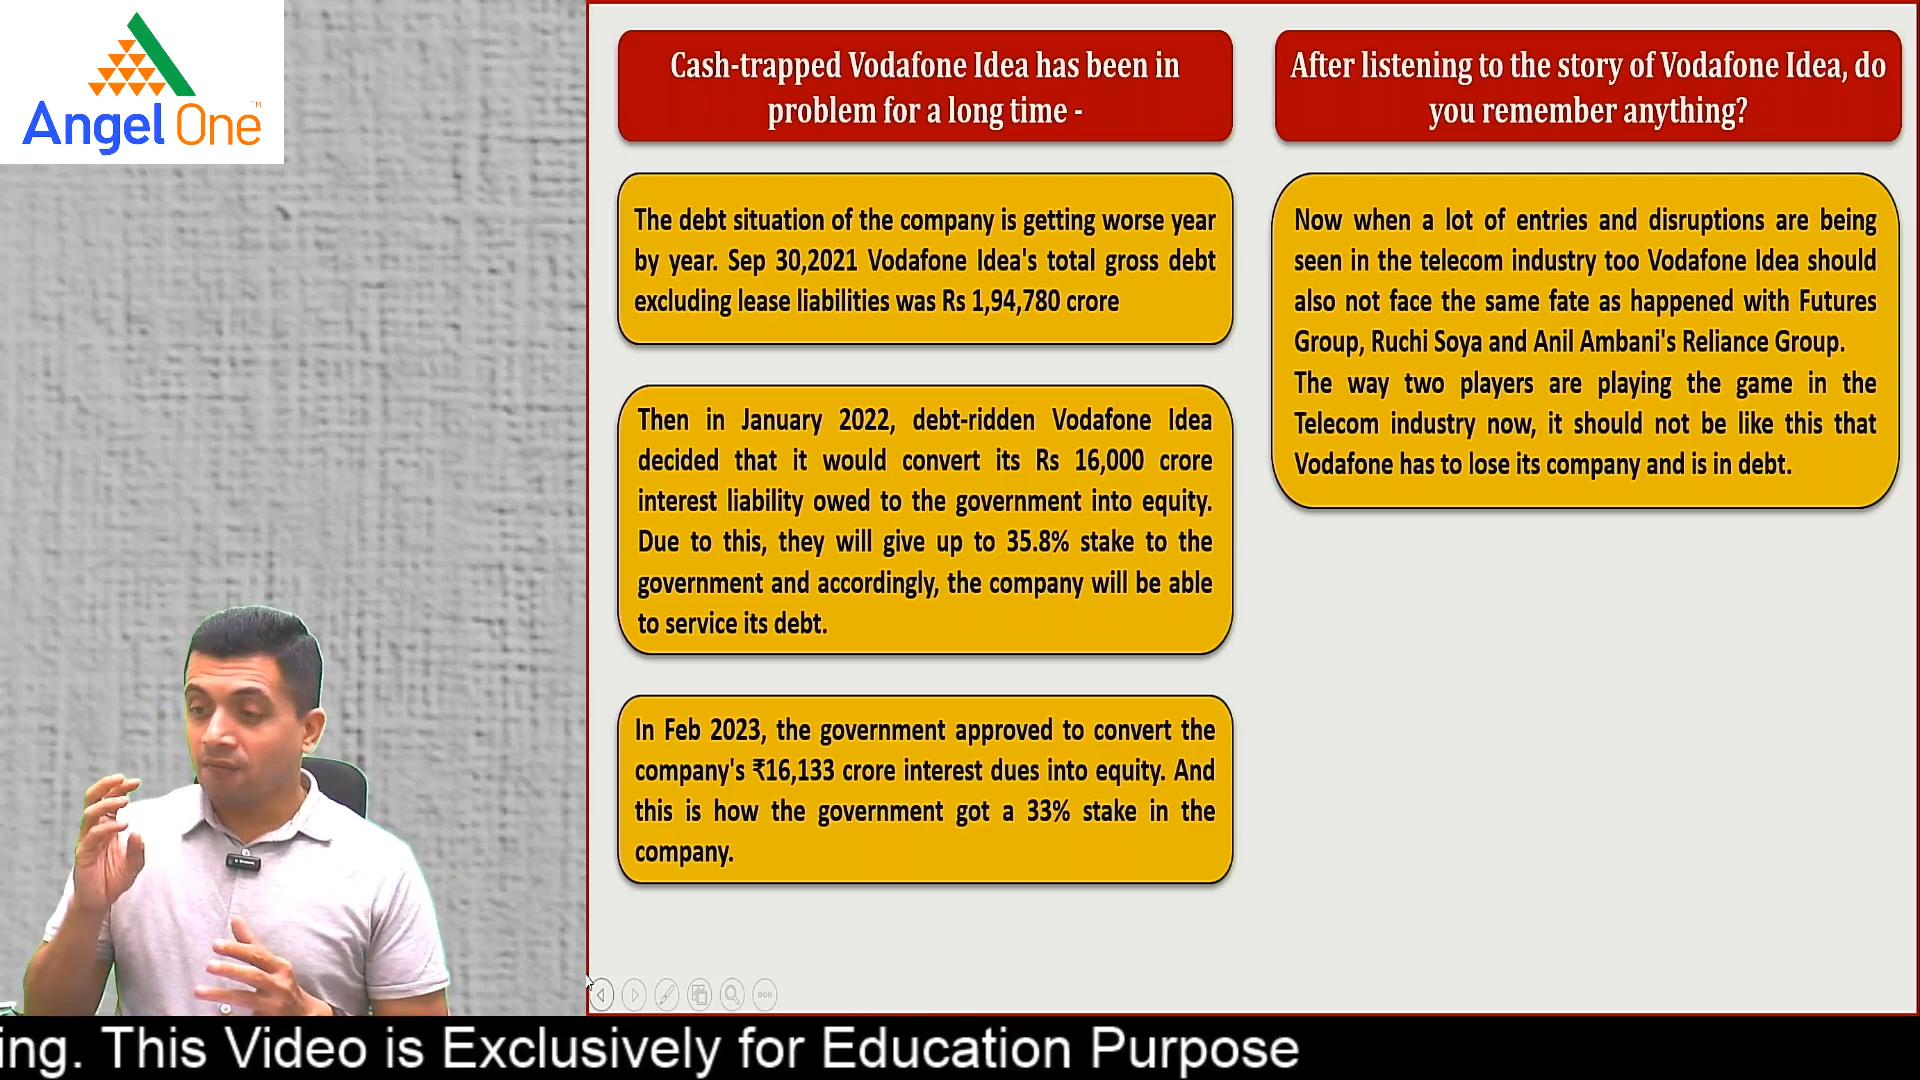 Angel One
TM
Cash-trapped Vodafone Idea has been in
problem for a long time -
The debt situation of the company is getting worse year
by year. Sep 30,2021 Vodafone Idea's total gross debt
excluding lease liabilities was Rs 1,94,780 crore
Then in January 2022, debt-ridden Vodafone Idea
decided that it would convert its Rs 16,000 crore
interest liability owed to the government into equity.
Due to this, they will give up to 35.8% stake to the
government and accordingly, the company will be able
to service its debt.
In Feb 2023, the government approved to convert the
company's ₹16,133 crore interest dues into equity. And
this is how the government got a 33% stake in the
company.
After listening to the story of Vodafone Idea, do
you remember anything?
Now when a lot of entries and disruptions are being
seen in the telecom industry too Vodafone Idea should
also not face the same fate as happened with Futures
Group, Ruchi Soya and Anil Ambani's Reliance Group.
The way two players are playing the game in the
Telecom industry now, it should not be like this that
Vodafone has to lose its company and is in debt.
ing. This Video is Exclusively for Education Purpose